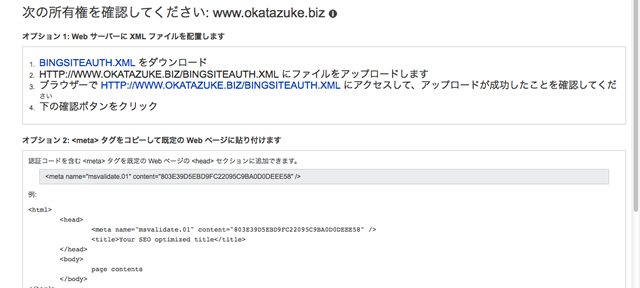 次の所有権を確認してください: www.okatazuke.biz
オプション 1: Web サーバーに XML ファイルを配置します
1. BINGSITEAUTH.XML をダウンロード
2. HTTP://WWW.OKATAZUKE.BIZ/BINGSITEAUTH.XML にファイルをアップロードします
3. ブラウザーで HTTP://WWW.OKATAZUKE.BIZ/BINGSITEAUTH.XML にアクセスして、アップロードが成功したことを確認してくだ
さい
4. 下の確認ボタンをクリック
オプション 2: <meta> タグをコピーして既定の Web ページに貼り付けます
認証コードを含む <meta> タグを既定の Web ページの <head> セクションに追加できます。
<meta name="msvalidate.01" content="803E39D5EBD9FC22095C9BA0D0DEEE58" />
例:
<html>
<head>
<meta name="msvalidate.01" content="803E39D5EBD9FC22095C9BA0D0DEEE58" />
<title>Your SEO optimized title</title>
</head>
<body>
page contents
</body>